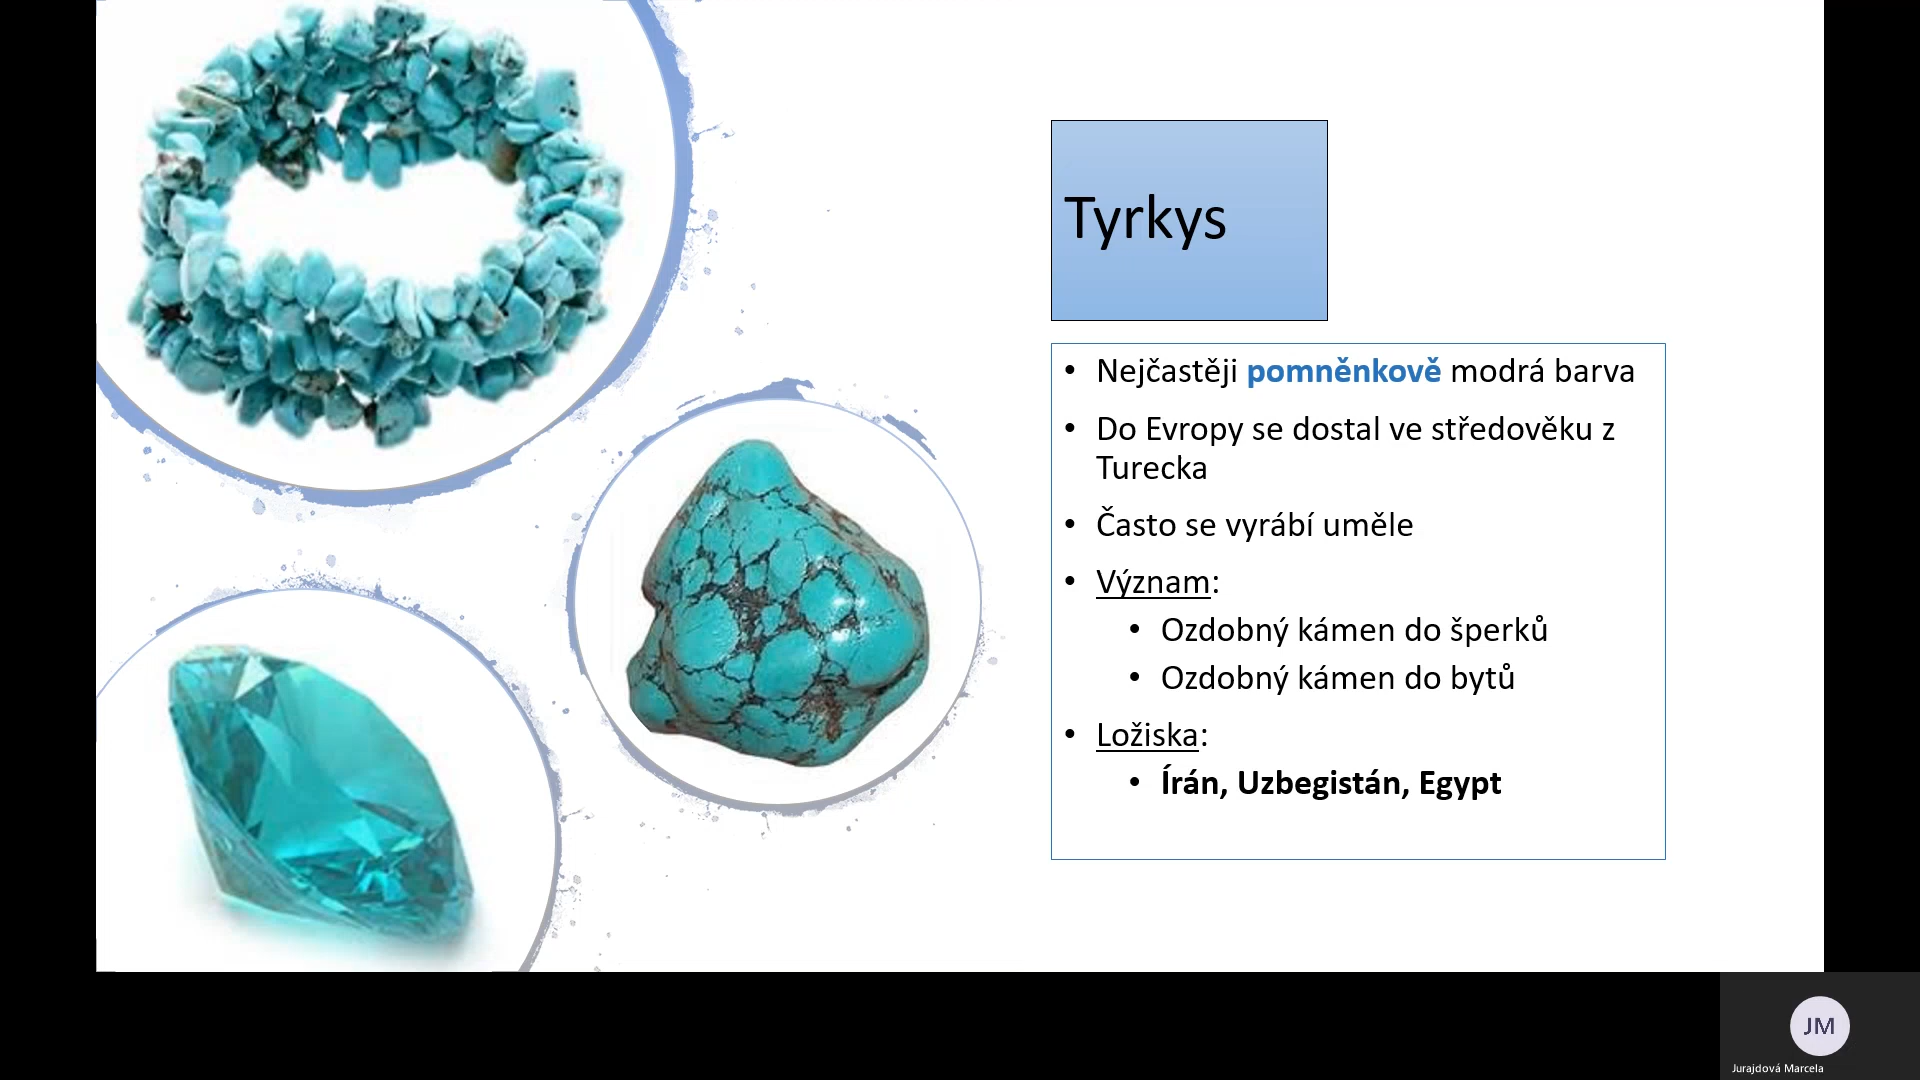 Tyrkys
• Nejčastěji pomněnkově modrá barva
• Do Evropy se dostal ve středověku z
Turecka
• Často se vyrábí uměle
• Význam:
• Ozdobný kámen do šperků
• Ozdobný kámen do bytů
• Ložiska:
• Írán, Uzbegistán, Egypt
JM
Jurajdová Marcela